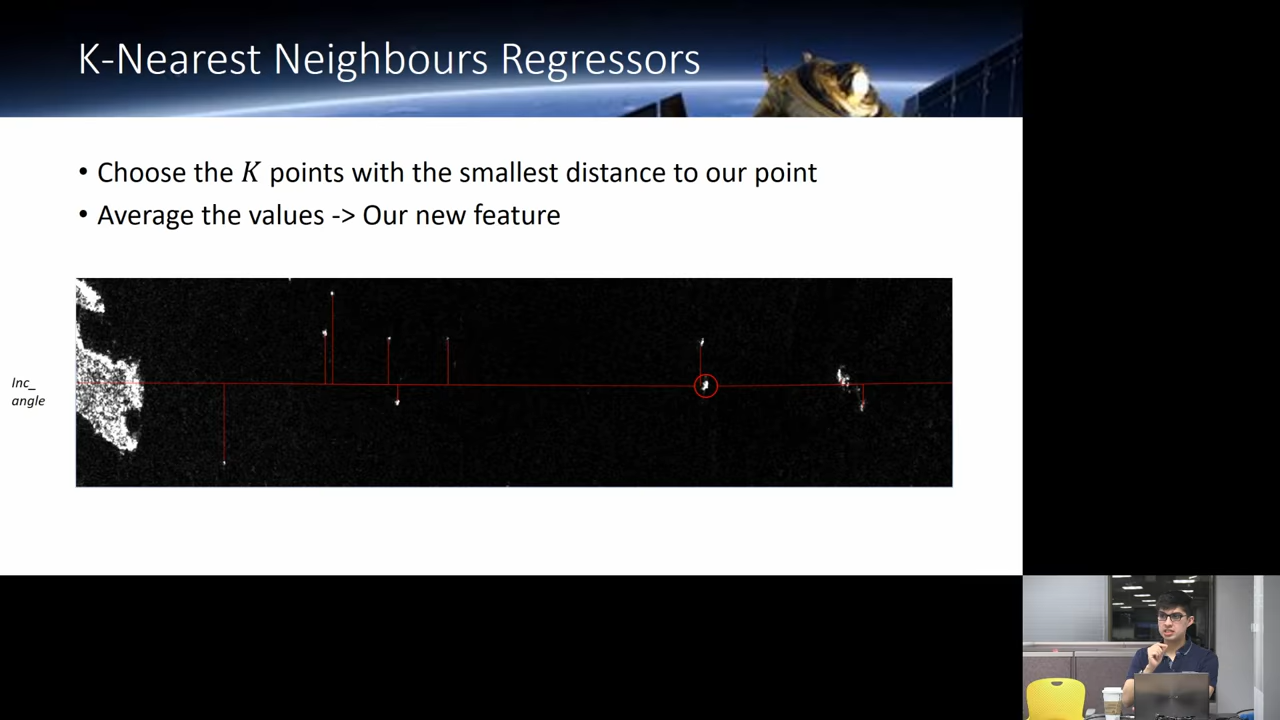 K-Nearest Neighbours Regressors
• Choose the K points with the smallest distance to our point
• Average the values -> Our new feature
Inc_
angle